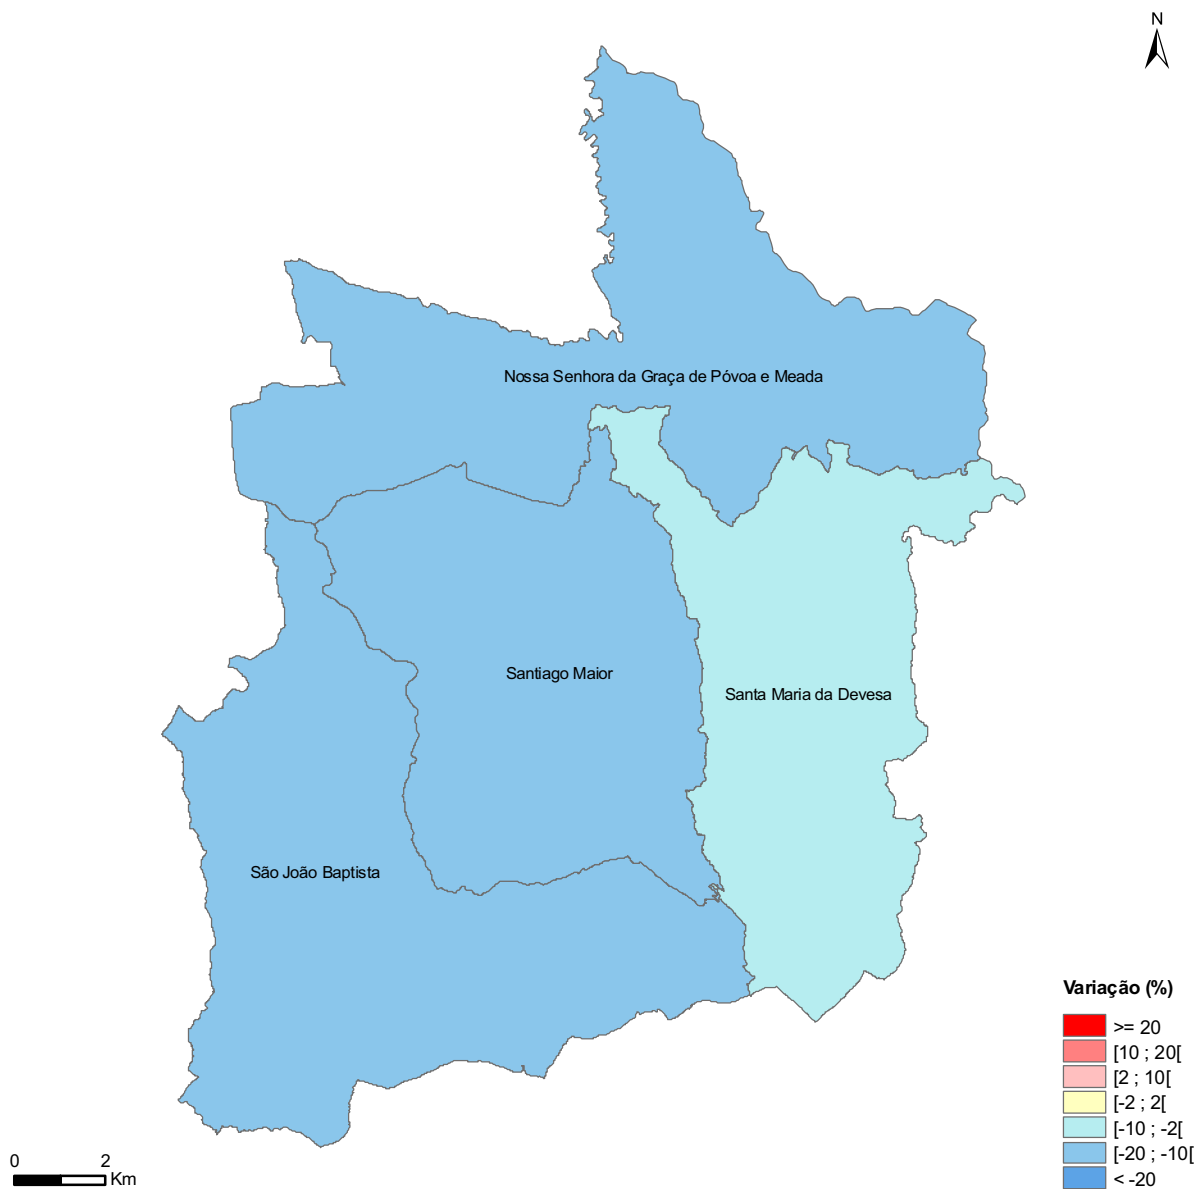 N
Nossa Senhora da Graça de Póvoa e Meada
Santiago Maior
Santa Maria da Devesa
São João Baptista
Variação (%)
>= 20
[10 ; 20[
[2 ; 10[
[-2 ; 2[
[-10 ; -2[
[-20 ; -10[
< -20
0 2
Km